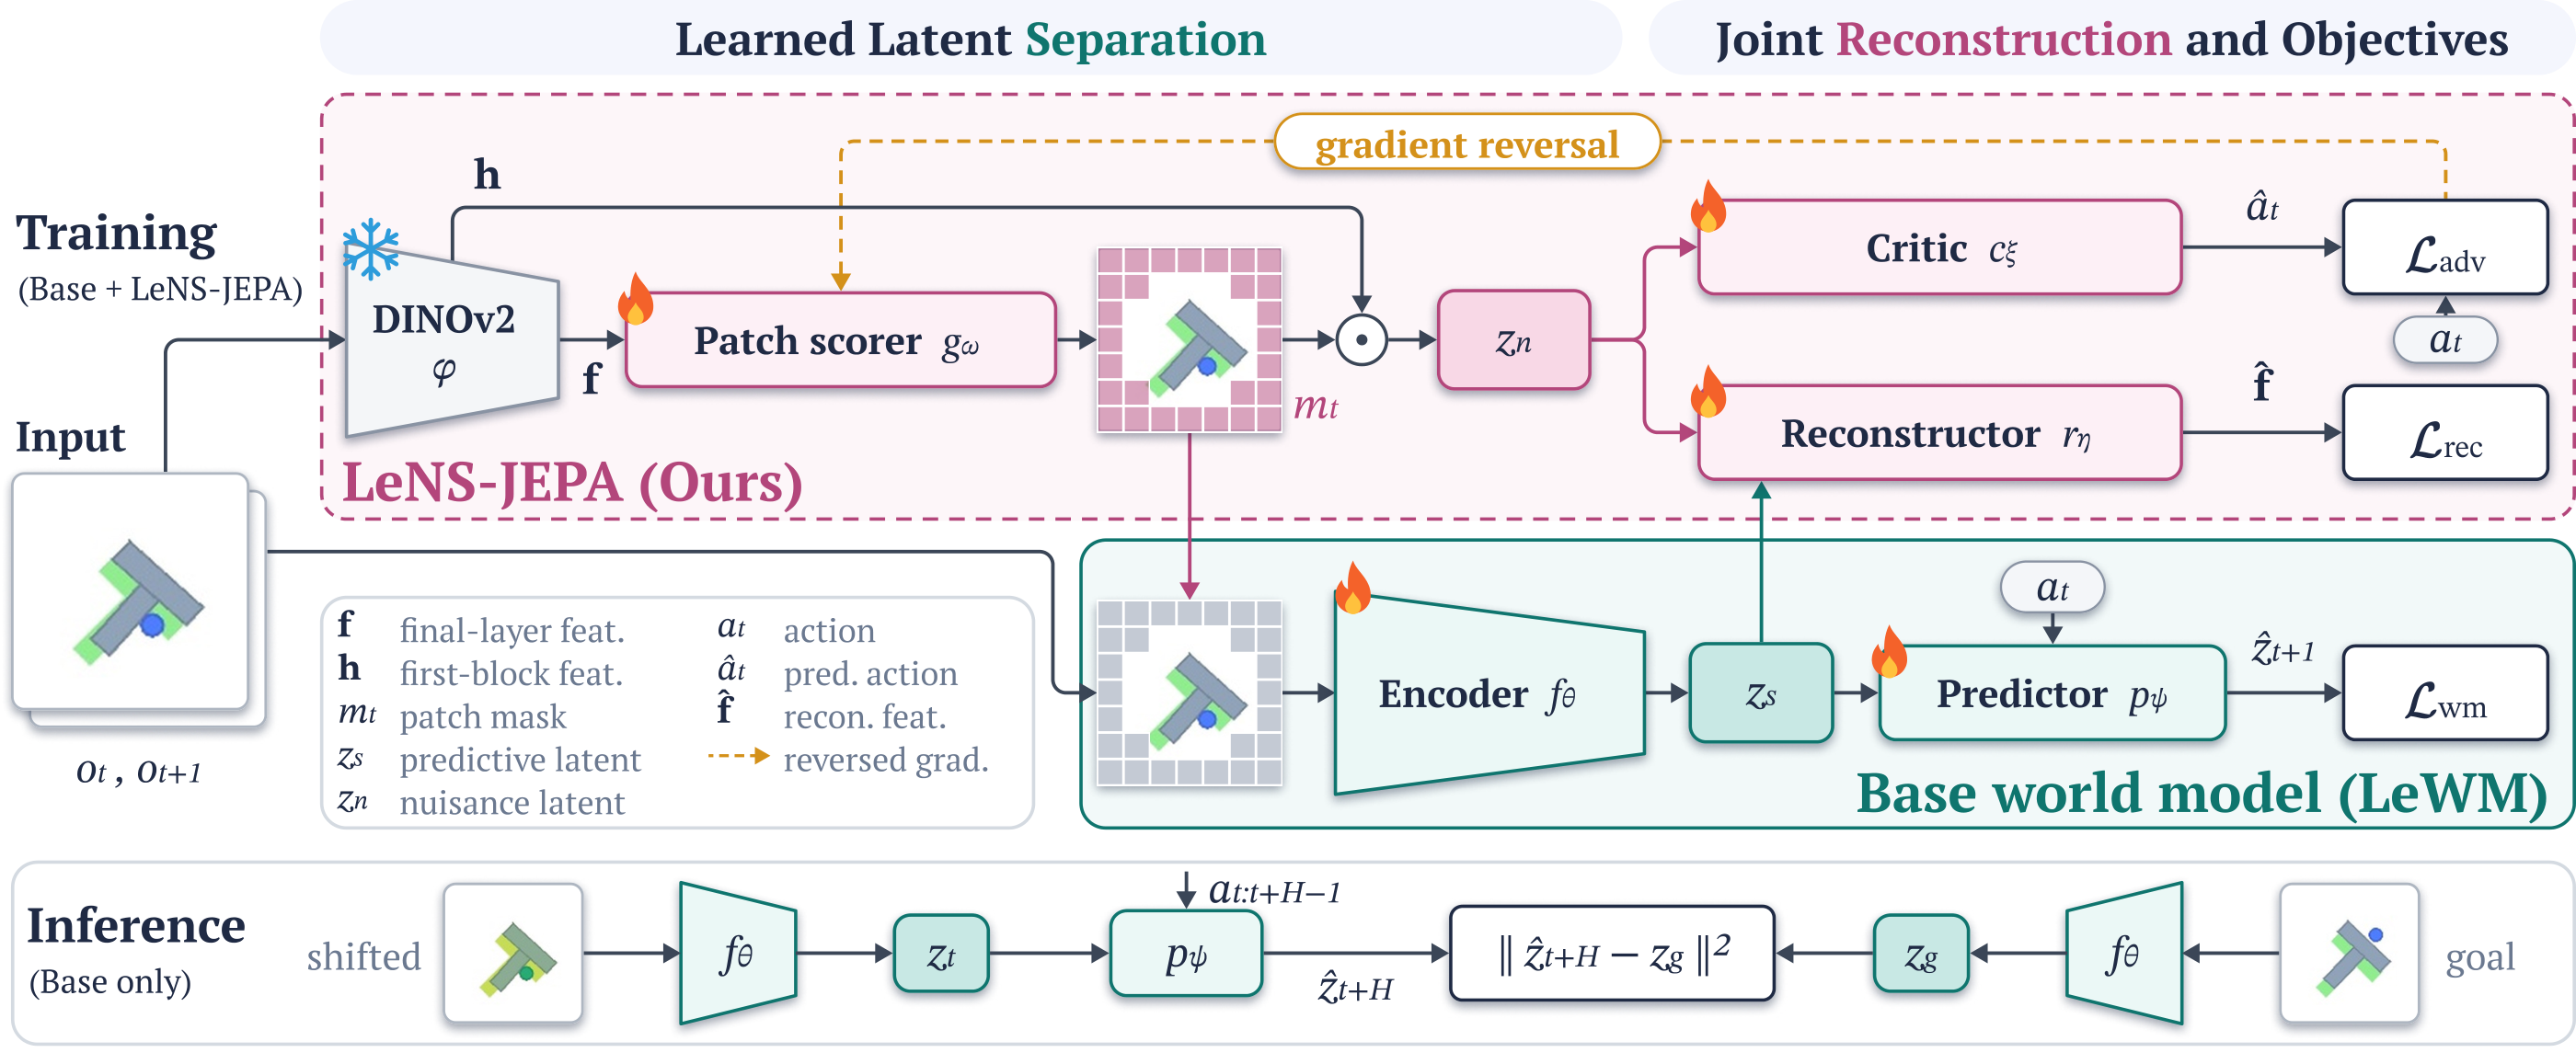 Learned Latent Separation
Joint Reconstruction and Objectives
gradient reversal
h
Training
(Base + LeNS-JEPA)
DINOv2
φ
f
Patch scorer gω
mt
zn
Critic cξ
ât
ℒadv
at
Reconstructor rη
f̂
ℒrec
LeNS-JEPA (Ours)
Input
ot , ot+1
f final-layer feat.
h first-block feat.
mt patch mask
zs predictive latent
zn nuisance latent
at action
ât pred. action
f̂ recon. feat.
reversed grad.
Encoder fθ
zs
at
Predictor pψ
ẑt+1
ℒwm
Base world model (LeWM)
Inference
(Base only)
shifted
fθ
zt
at:t+H−1
pψ
ẑt+H
‖ ẑt+H − zg ‖²
zg
fθ
goal